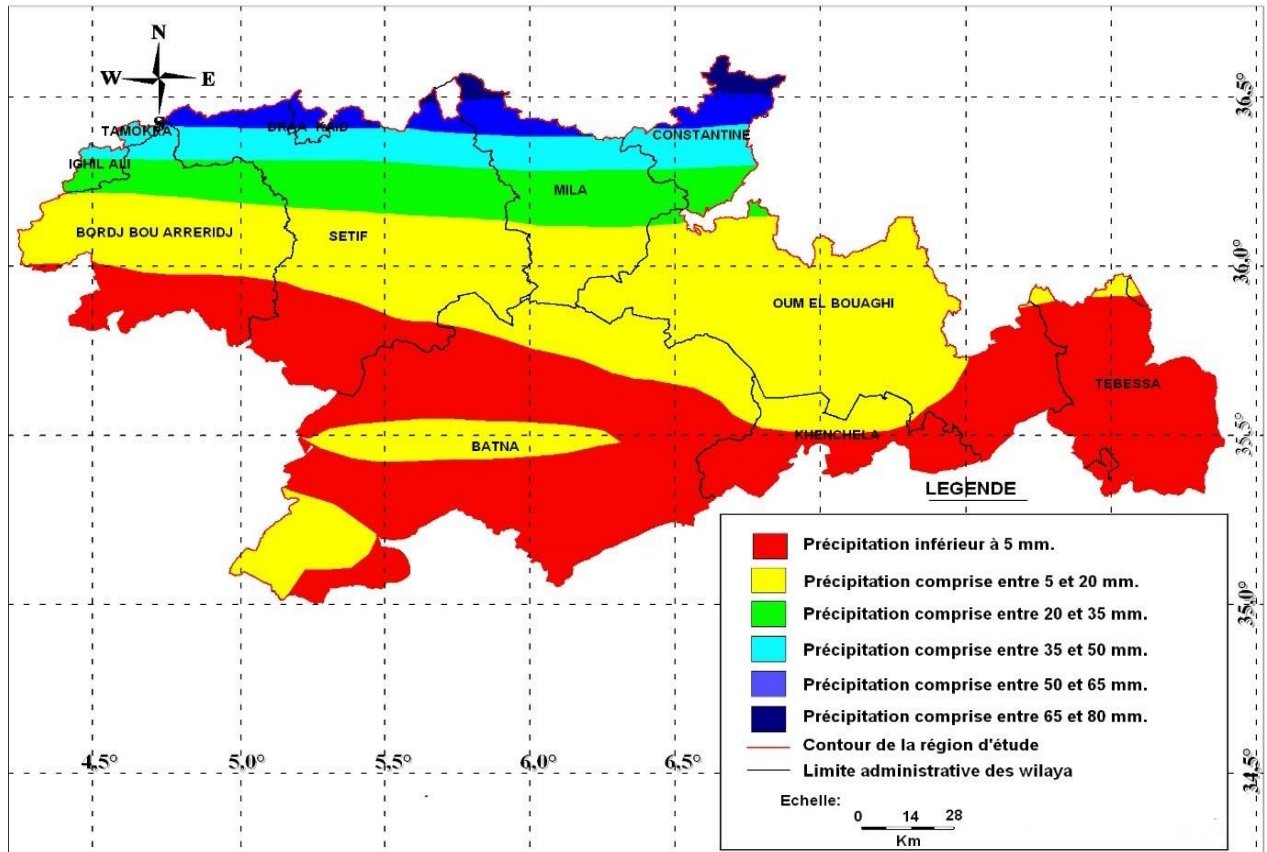 N
W E
S
36,5°
TAMOKRA
DRAA KAID
CONSTANTINE
IGHIL ALI
MILA
BORDJ BOU ARRERIDJ
SETIF
36,0°
OUM EL BOUAGHI
TEBESSA
35,5°
BATNA
KHENCHELA
LEGENDE
Précipitation inférieur à 5 mm.
Précipitation comprise entre 5 et 20 mm.
35,0°
Précipitation comprise entre 20 et 35 mm.
Précipitation comprise entre 35 et 50 mm.
Précipitation comprise entre 50 et 65 mm.
Précipitation comprise entre 65 et 80 mm.
Contour de la région d'étude
4,5° 5,0° 5,5° 6,0° 6,5°
Limite administrative des wilaya
34,5°
Echelle:
0 14 28
Km